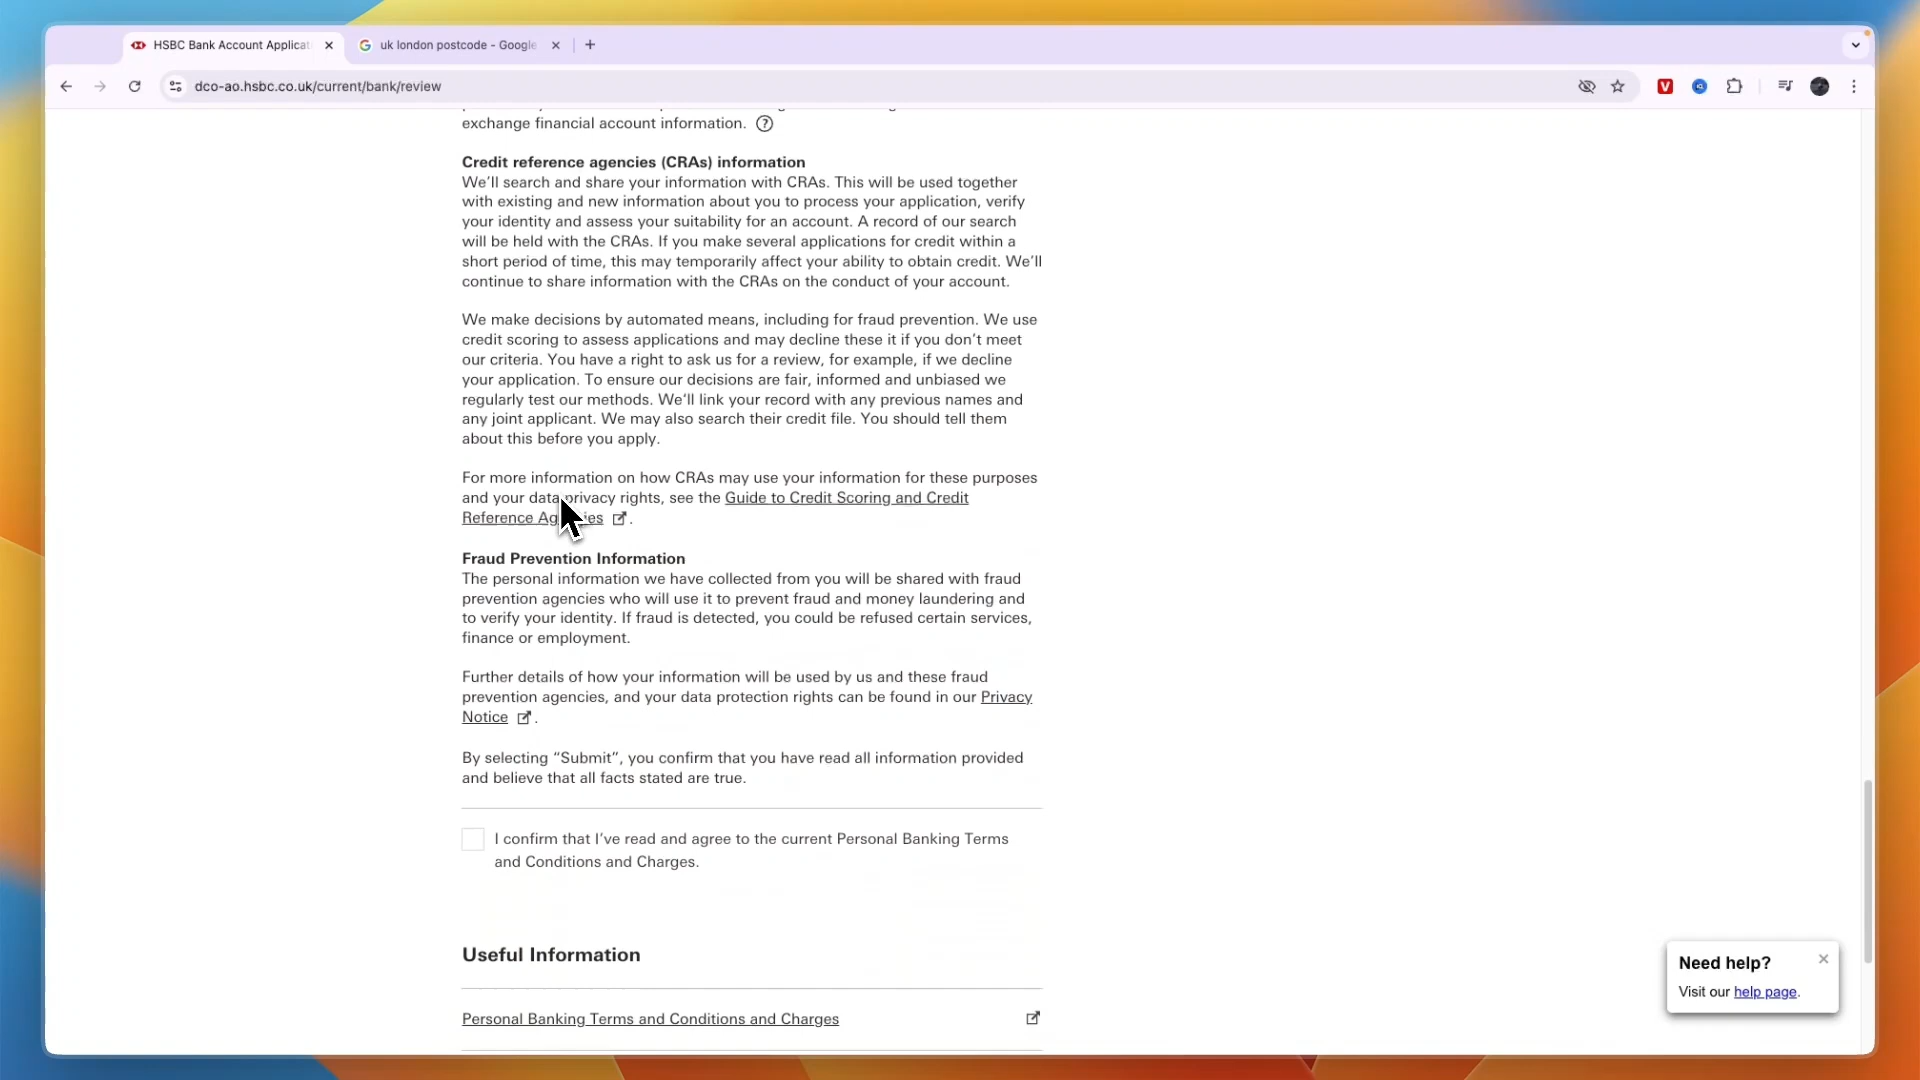 HSBC Bank Account Applicat
uk london postcode - Google
dco-ao.hsbc.co.uk/current/bank/review
exchange financial account information.
Credit reference agencies (CRAs) information
We'll search and share your information with CRAs. This will be used together
with existing and new information about you to process your application, verify
your identity and assess your suitability for an account. A record of our search
will be held with the CRAs. If you make several applications for credit within a
short period of time, this may temporarily affect your ability to obtain credit. We'll
continue to share information with the CRAs on the conduct of your account.
We make decisions by automated means, including for fraud prevention. We use
credit scoring to assess applications and may decline these it if you don't meet
our criteria. You have a right to ask us for a review, for example, if we decline
your application. To ensure our decisions are fair, informed and unbiased we
regularly test our methods. We'll link your record with any previous names and
any joint applicant. We may also search their credit file. You should tell them
about this before you apply.
For more information on how CRAs may use your information for these purposes
and your data privacy rights, see the Guide to Credit Scoring and Credit
Reference Agencies.
Fraud Prevention Information
The personal information we have collected from you will be shared with fraud
prevention agencies who will use it to prevent fraud and money laundering and
to verify your identity. If fraud is detected, you could be refused certain services,
finance or employment.
Further details of how your information will be used by us and these fraud
prevention agencies, and your data protection rights can be found in our Privacy
Notice.
By selecting "Submit", you confirm that you have read all information provided
and believe that all facts stated are true.
I confirm that I've read and agree to the current Personal Banking Terms
and Conditions and Charges.
Useful Information
Personal Banking Terms and Conditions and Charges
Need help?
Visit our help page.